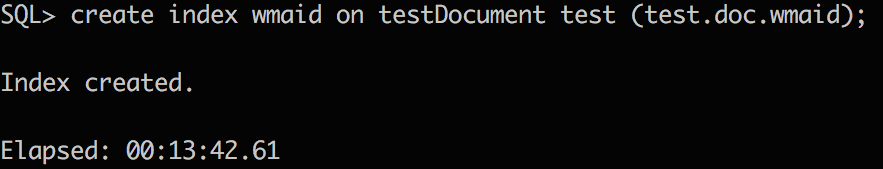 SQL> create index wmaid on testDocument test (test.doc.wmaid);
Index created.
Elapsed: 00:13:42.61